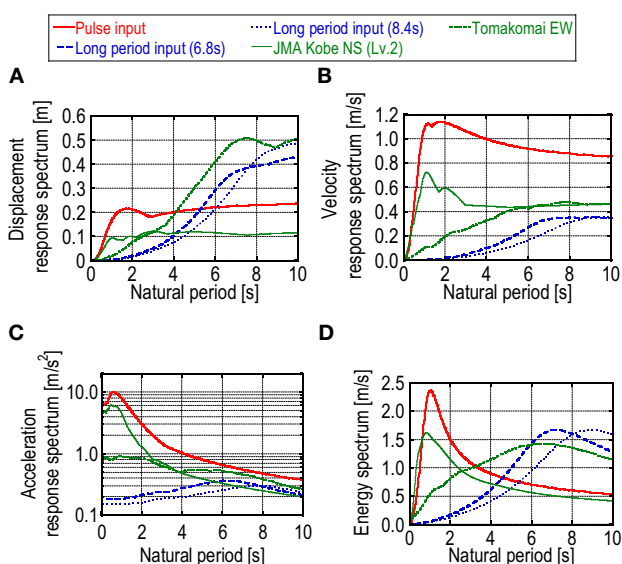 Pulse input
Long period input (8.4s)
Tomakomai EW
Long period input (6.8s)
JMA Kobe NS (Lv.2)
A
Displacement
response spectrum [m]
0.6
0.5
0.4
0.3
0.2
0.1
0
0 2 4 6 8 10
Natural period [s]
B
Velocity
response spectrum [m/s]
1.2
1.0
0.8
0.6
0.4
0.2
0.0
0 2 4 6 8 10
Natural period [s]
C
Acceleration
response spectrum [m/s²]
10.0
1.0
0.1
0 2 4 6 8 10
Natural period [s]
D
Energy spectrum [m/s]
2.5
2.0
1.5
1.0
0.5
0.0
0 2 4 6 8 10
Natural period [s]